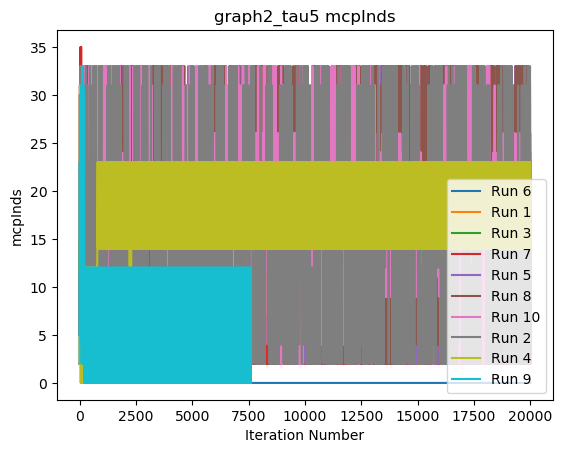 graph2_tau5 mcpInds
mcpInds
35
30
25
20
15
10
5
0
Run 6
Run 1
Run 3
Run 7
Run 5
Run 8
Run 10
Run 2
Run 4
Run 9
0 2500 5000 7500 10000 12500 15000 17500 20000
Iteration Number